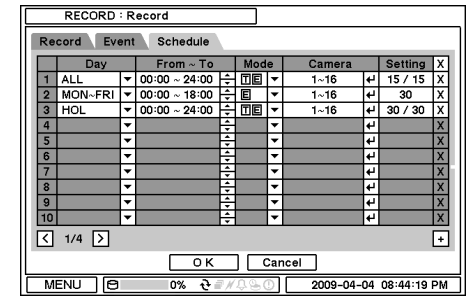 RECORD : Record
Record Event Schedule
Day From ~ To Mode Camera Setting X
1 ALL 00:00 ~ 24:00 T E 1~16 15 / 15 X
2 MON~FRI 00:00 ~ 18:00 E 1~16 30 X
3 HOL 00:00 ~ 24:00 T E 1~16 30 / 30 X
4 X
5 X
6 X
7 X
8 X
9 X
10 X
< 1/4 > +
O K Cancel
MENU 0% 2009-04-04 08:44:19 PM